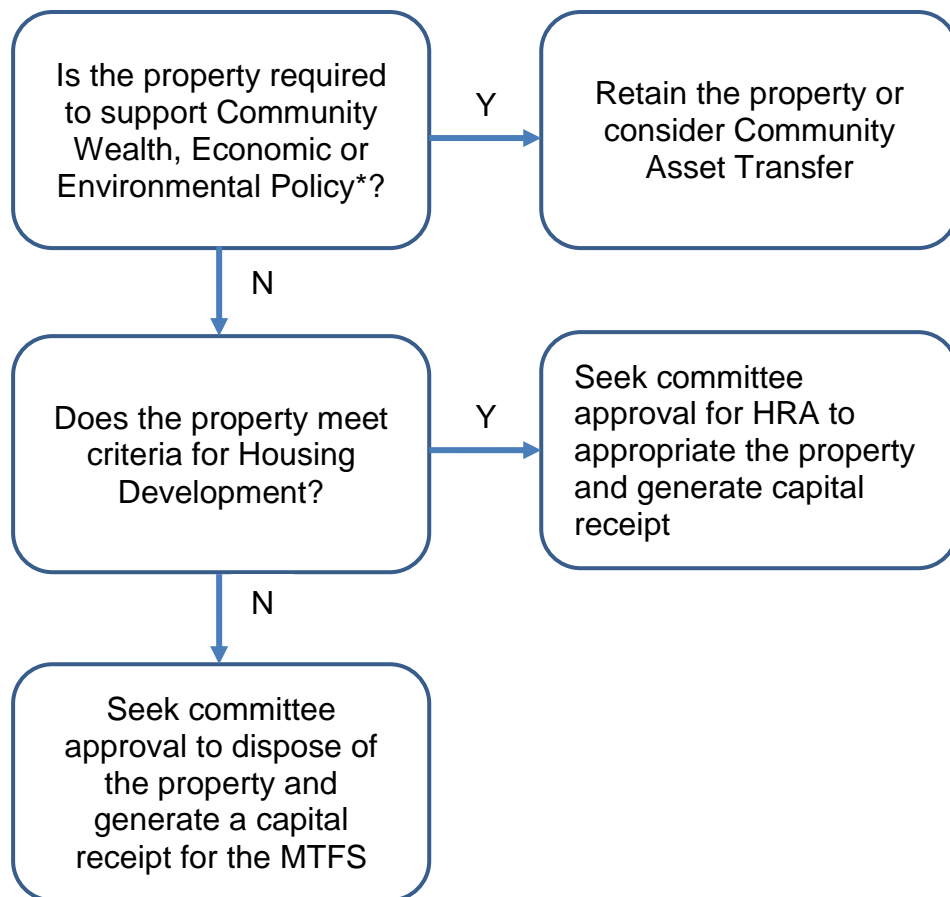 Is the property required
to support Community
Wealth, Economic or
Environmental Policy*?
Y
Retain the property or
consider Community
Asset Transfer
N
Does the property meet
criteria for Housing
Development?
Y
Seek committee
approval for HRA to
appropriate the property
and generate capital
receipt
N
Seek committee
approval to dispose of
the property and
generate a capital
receipt for the MTFS